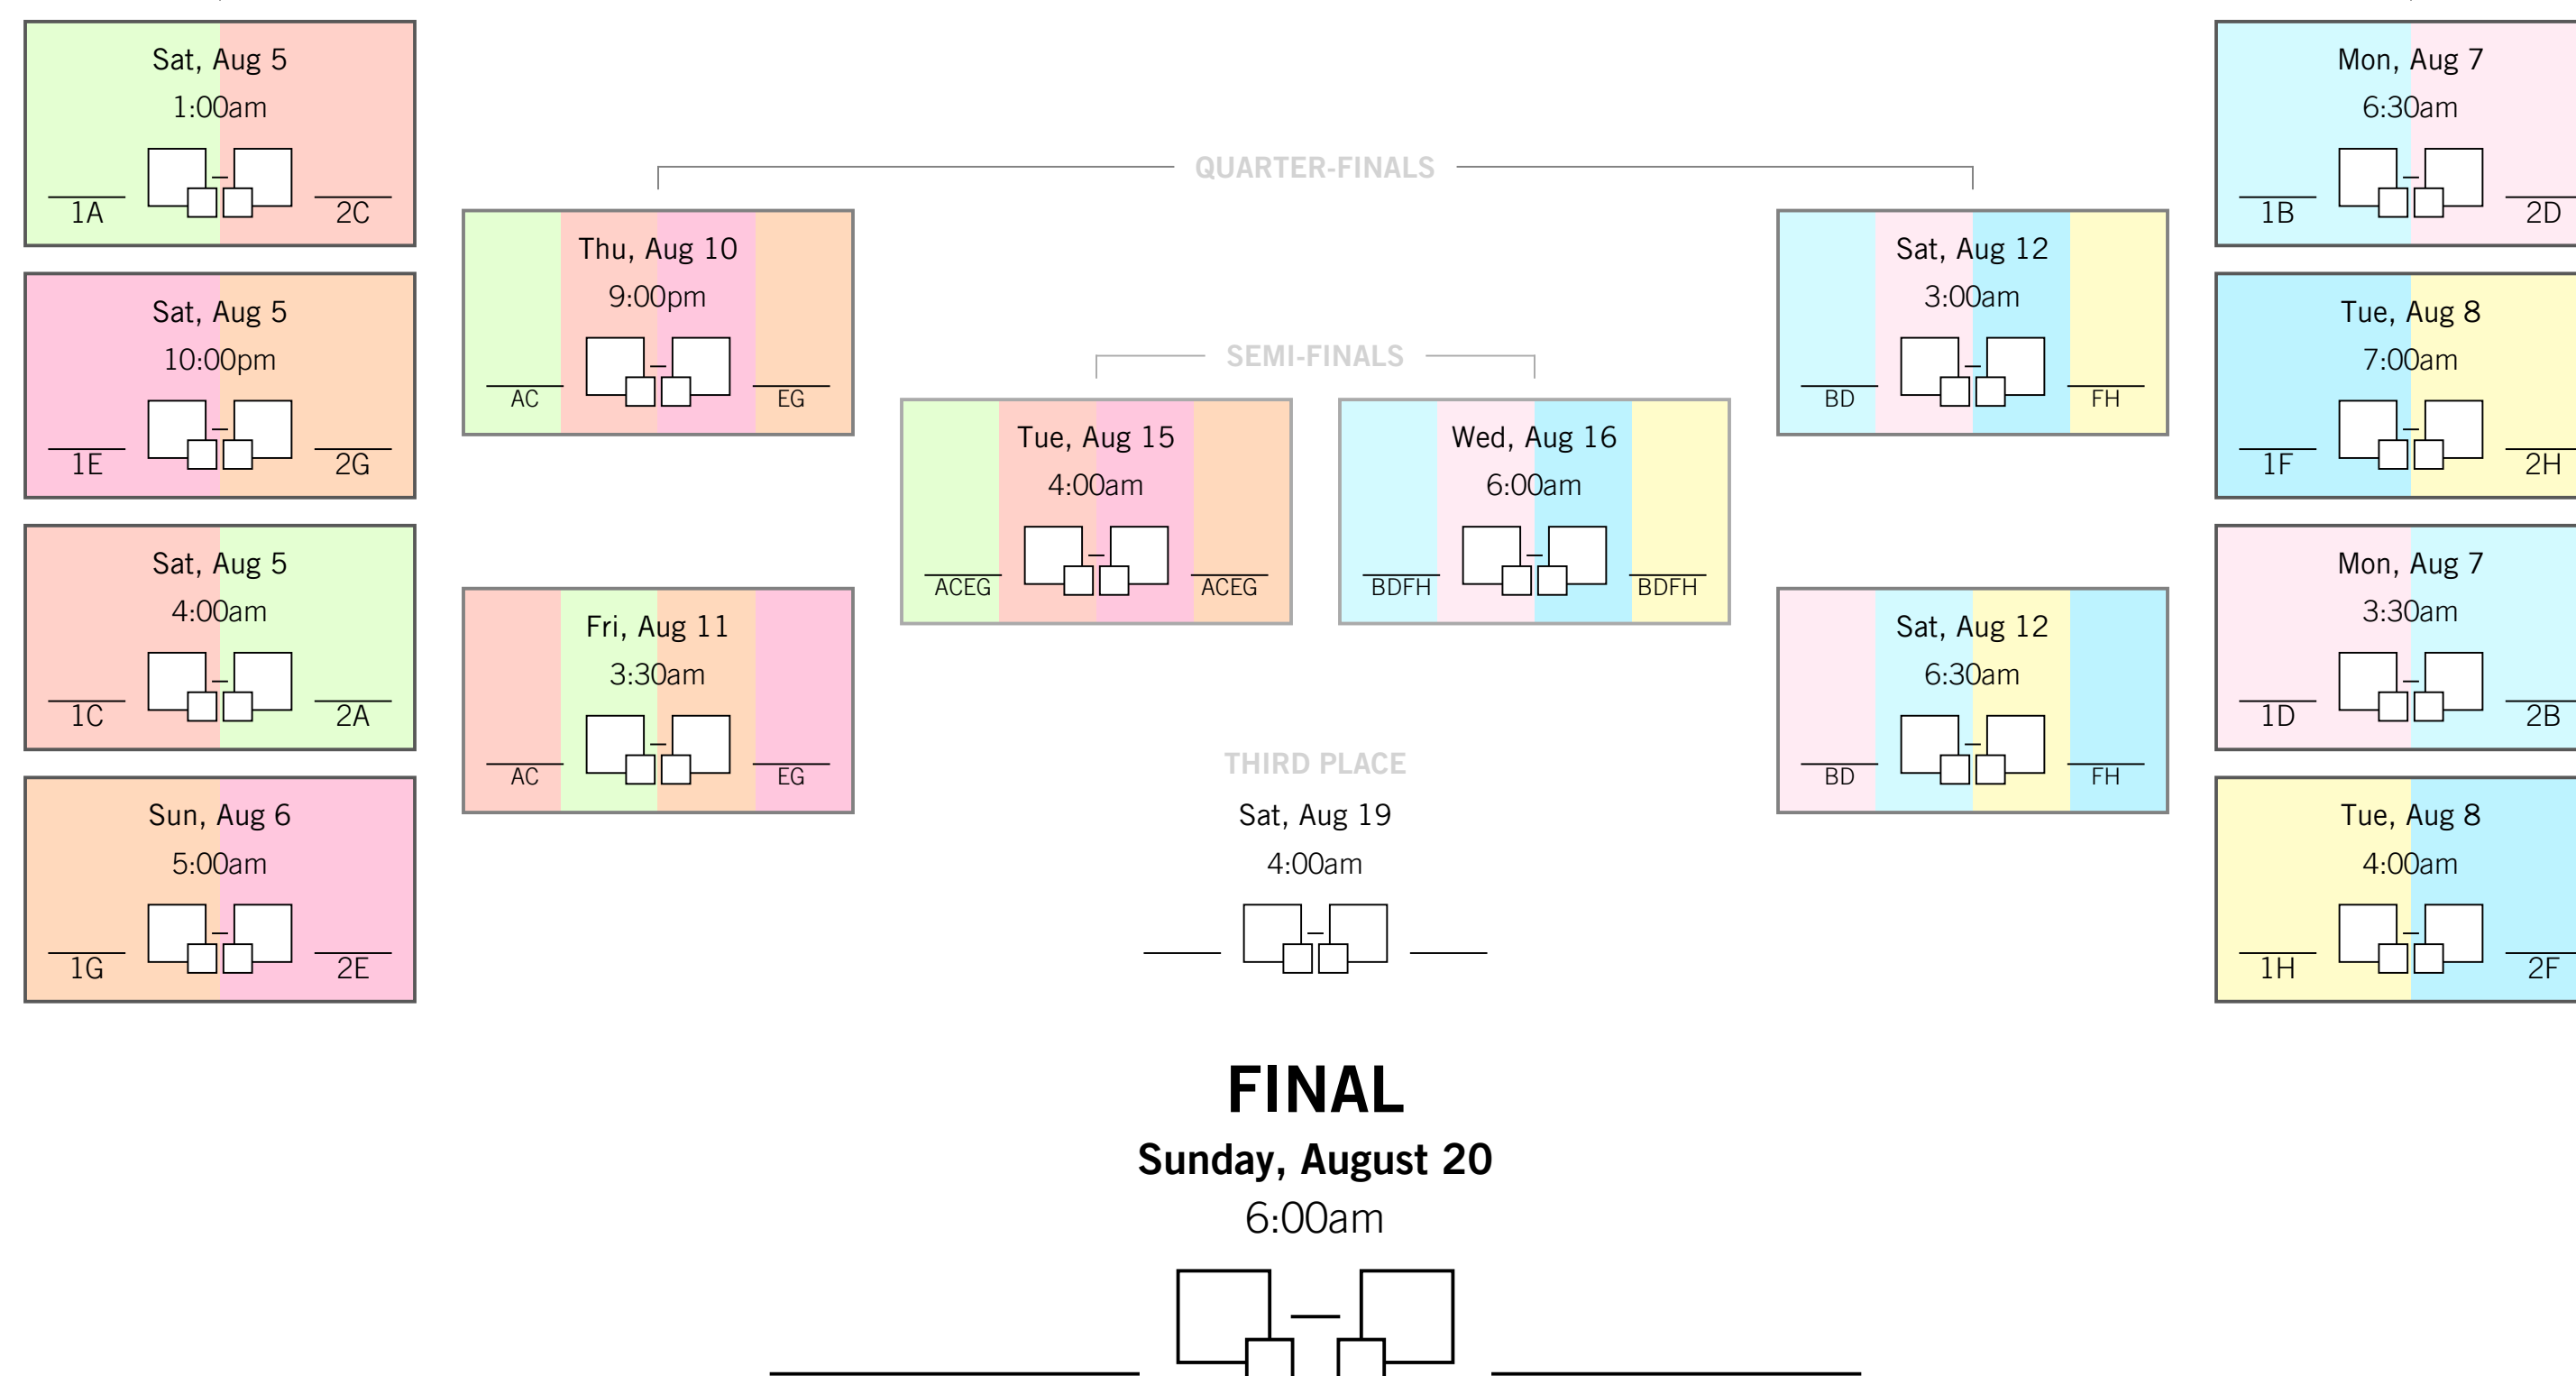 Sat, Aug 5
1:00am
1A
2C
Sat, Aug 5
10:00pm
1E
2G
Sat, Aug 5
4:00am
1C
2A
Sun, Aug 6
5:00am
1G
2E
QUARTER-FINALS
Thu, Aug 10
9:00pm
AC
EG
Fri, Aug 11
3:30am
AC
EG
SEMI-FINALS
Tue, Aug 15
4:00am
ACEG
ACEG
Wed, Aug 16
6:00am
BDFH
BDFH
Sat, Aug 12
3:00am
BD
FH
Sat, Aug 12
6:30am
BD
FH
Mon, Aug 7
6:30am
1B
2D
Tue, Aug 8
7:00am
1F
2H
Mon, Aug 7
3:30am
1D
2B
Tue, Aug 8
4:00am
1H
2F
THIRD PLACE
Sat, Aug 19
4:00am
FINAL
Sunday, August 20
6:00am